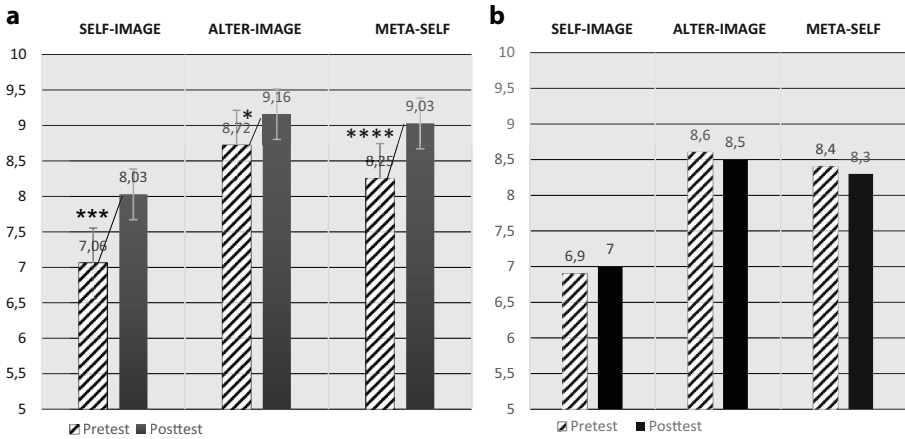 a
SELF-IMAGE ALTER-IMAGE META-SELF
10
9,5
9
8,5
8
7,5
7
6,5
6
5,5
5
*** 7,06 8,03
8,72 * 9,16
**** 8,25 9,03
Pretest Posttest
b
SELF-IMAGE ALTER-IMAGE META-SELF
10
9,5
9
8,5
8
7,5
7
6,5
6
5,5
5
6,9 7
8,6 8,5
8,4 8,3
Pretest Posttest